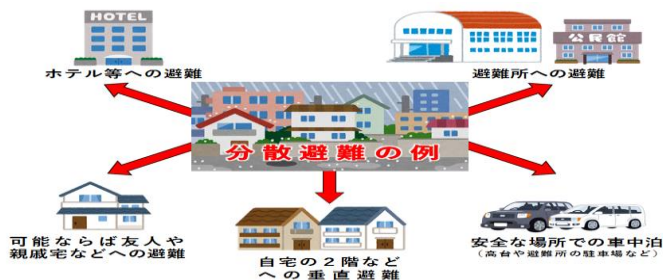 HOTEL
ホテル等への避難
公民館
避難所への避難
分散避難の例
可能ならば友人や
親戚宅などへの避難
自宅の２階など
への垂直避難
安全な場所での車中泊
(高台や避難所の駐車場など)